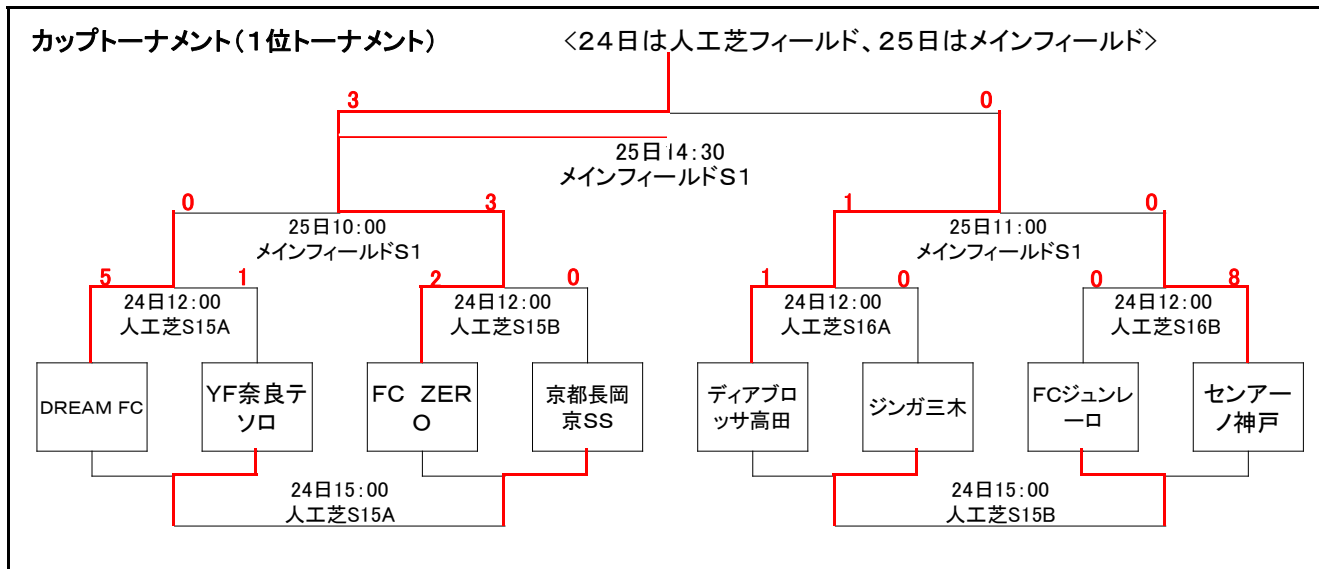 カップトーナメント(1位トーナメント) <24日は人工芝フィールド、25日はメインフィールド>
3
0
25日14:30
メインフィールドS1
0
3
1
0
25日10:00
メインフィールドS1
25日11:00
メインフィールドS1
5
1
2
0
1
0
0
8
24日12:00
人工芝S15A
24日12:00
人工芝S15B
24日12:00
人工芝S16A
24日12:00
人工芝S16B
DREAM FC
YF奈良テ
ソロ
FC ZER
O
京都長岡
京SS
ディアブロ
ッサ高田
ジンガ三木
FCジュンレ
ーロ
センアー
ノ神戸
24日15:00
人工芝S15A
24日15:00
人工芝S15B